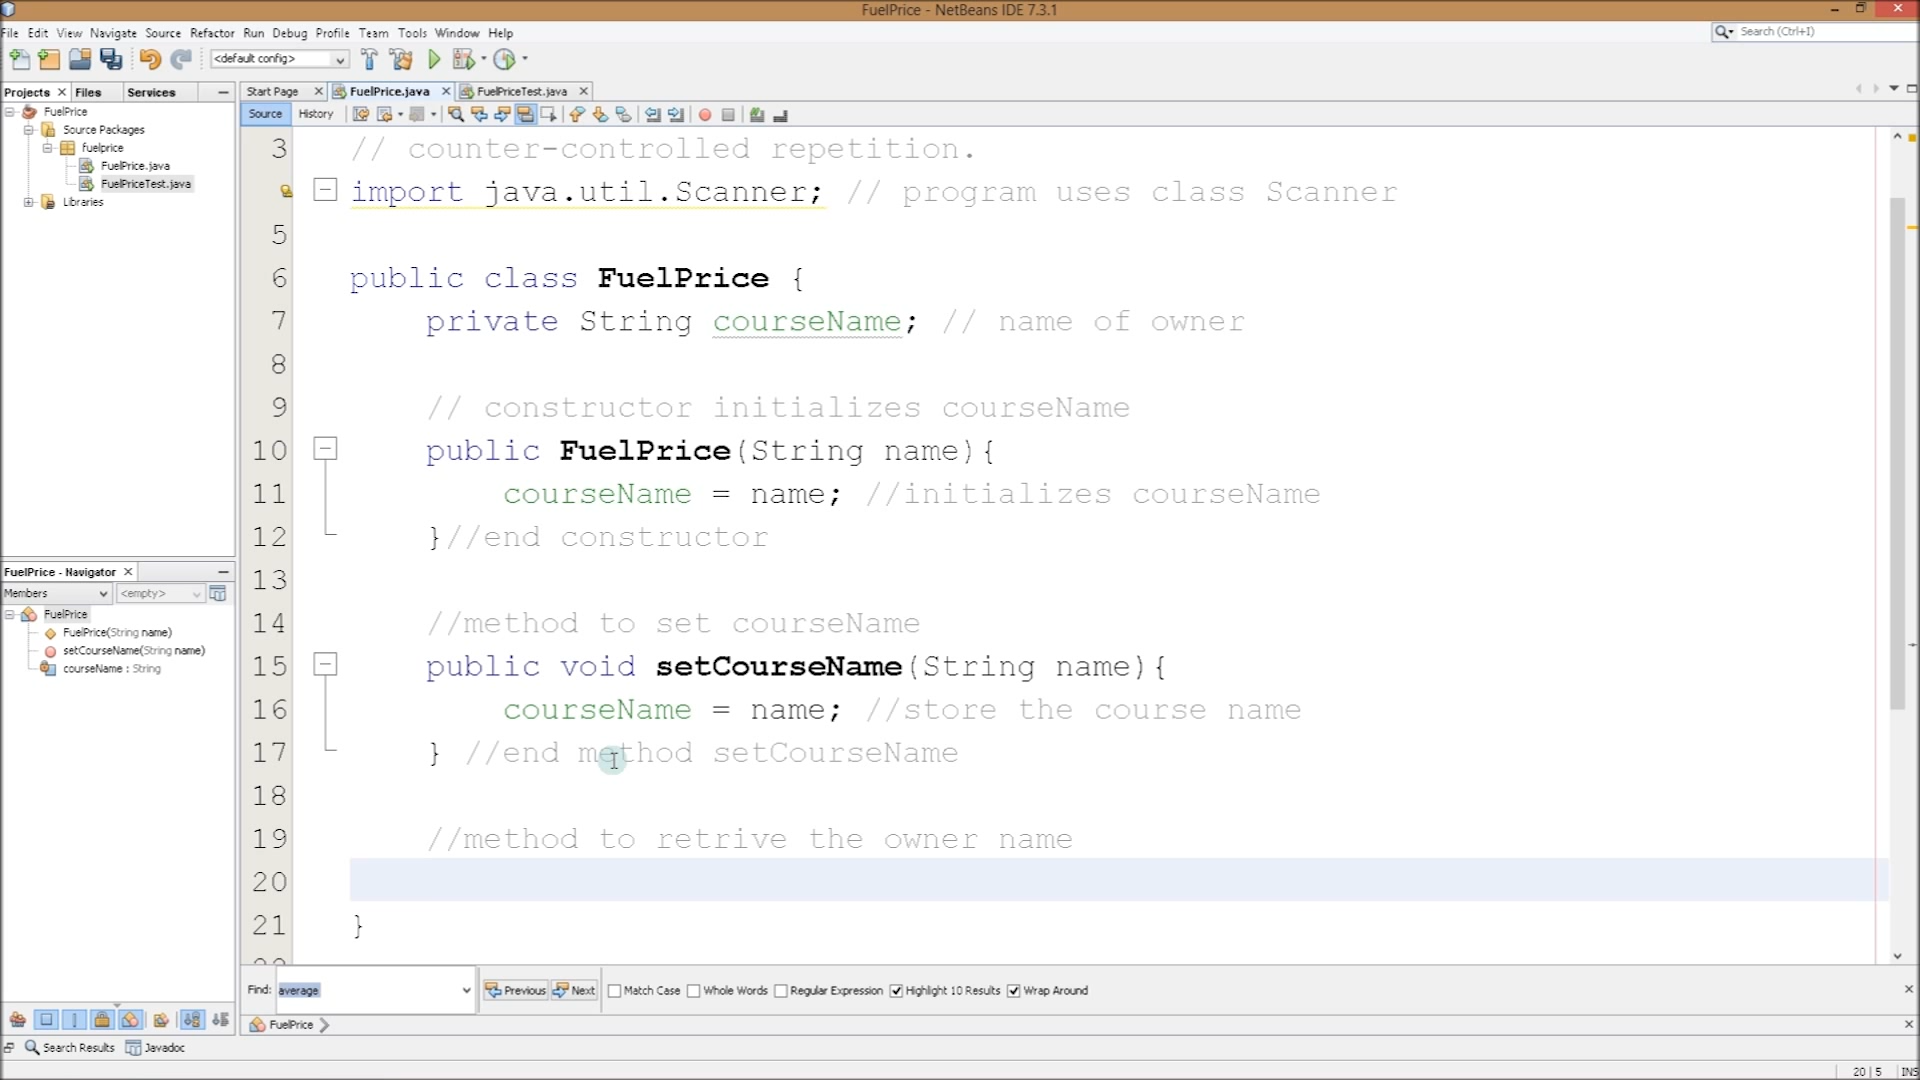 FuelPrice - NetBeans IDE 7.3.1
File Edit View Navigate Source Refactor Run Debug Profile Team Tools Window Help
Search (Ctrl+I)
<default config>
Projects Files Services
Start Page FuelPrice.java FuelPriceTest.java
Source History
FuelPrice
Source Packages
fuelprice
FuelPrice.java
FuelPriceTest.java
Libraries
3 // counter-controlled repetition.
import java.util.Scanner; // program uses class Scanner
5
6 public class FuelPrice {
7 private String courseName; // name of owner
8
9 // constructor initializes courseName
10 public FuelPrice(String name){
11 courseName = name; //initializes courseName
12 }//end constructor
13
14 //method to set courseName
15 public void setCourseName(String name){
16 courseName = name; //store the course name
17 } //end method setCourseName
18
19 //method to retrive the owner name
20
21 }
FuelPrice - Navigator
Members <empty>
FuelPrice
FuelPrice(String name)
setCourseName(String name)
courseName : String
Find: average Previous Next Match Case Whole Words Regular Expression Highlight 10 Results Wrap Around
FuelPrice
Search Results Javadoc
20 | 5 INS